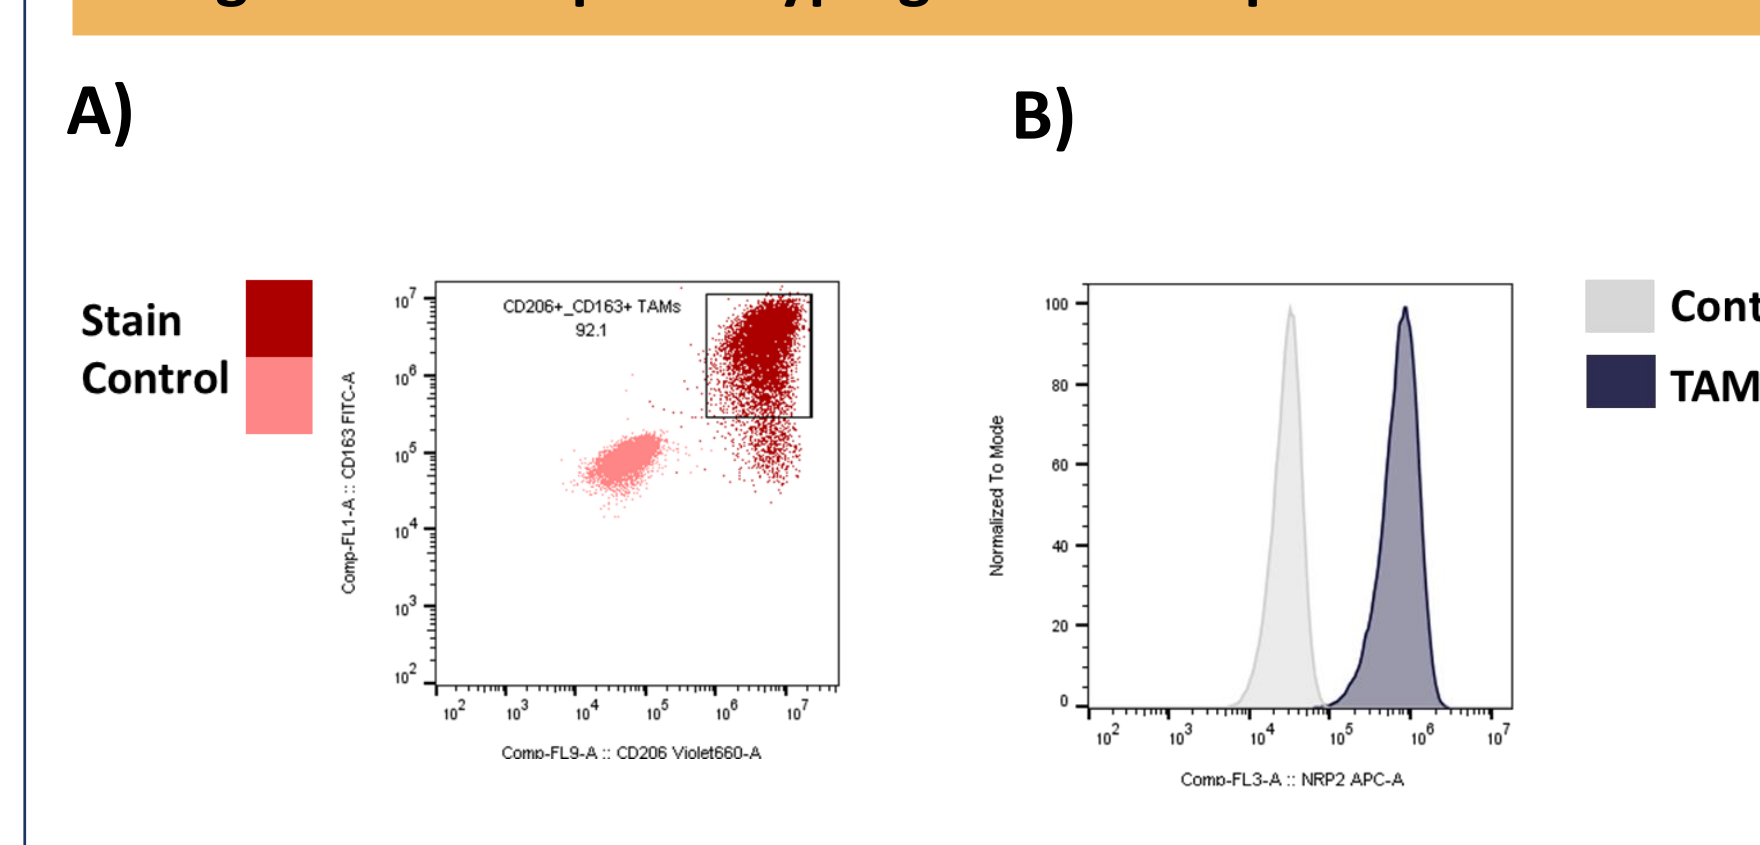 A)
B)
Stain
Control
CD206+_CD163+ TAMs
92.1
10^7
10^6
10^5
10^4
10^3
10^2
Comp-FL1-A :: CD163 FITC-A
10^2 10^3 10^4 10^5 10^6 10^7
Comp-FL9-A :: CD206 Violet660-A
100
80
60
40
20
0
Normalized To Mode
10^2 10^3 10^4 10^5 10^6 10^7
Comp-FL3-A :: NRP2 APC-A
Cont
TAM